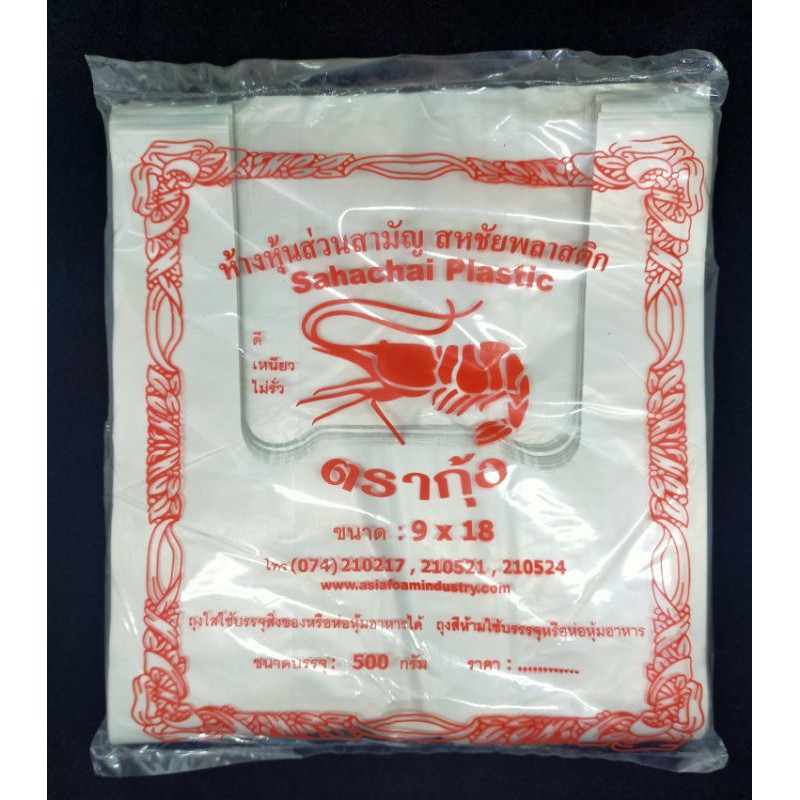 ห้างหุ้นส่วนสามัญ สหชัยพลาสติก
Sahachai Plastic
ดี
เหนียว
ไม่รั่ว
ตรากุ้ง
ขนาด : 9 x 18
โทร (074) 210217 , 210521 , 210524
www.asiafoamindustry.com
ถุงใสใช้บรรจุสิ่งของหรือห่อหุ้มอาหารได้ ถุงสีห้ามใช้บรรจุหรือห่อหุ้มอาหาร
ขนาดบรรจุ : 500 กรัม ราคา : ............